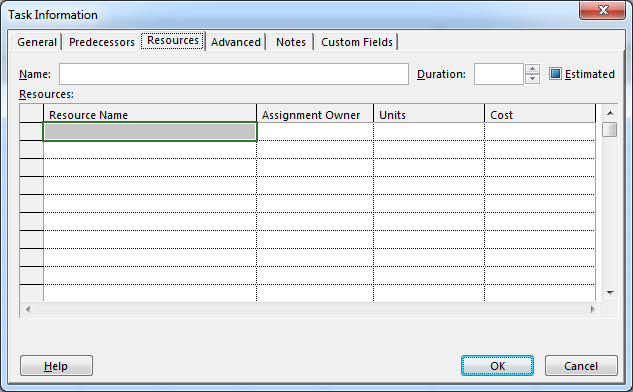 Task Information
General Predecessors Resources Advanced Notes Custom Fields
Name: Duration: Estimated
Resources:
Resource Name Assignment Owner Units Cost
Help OK Cancel